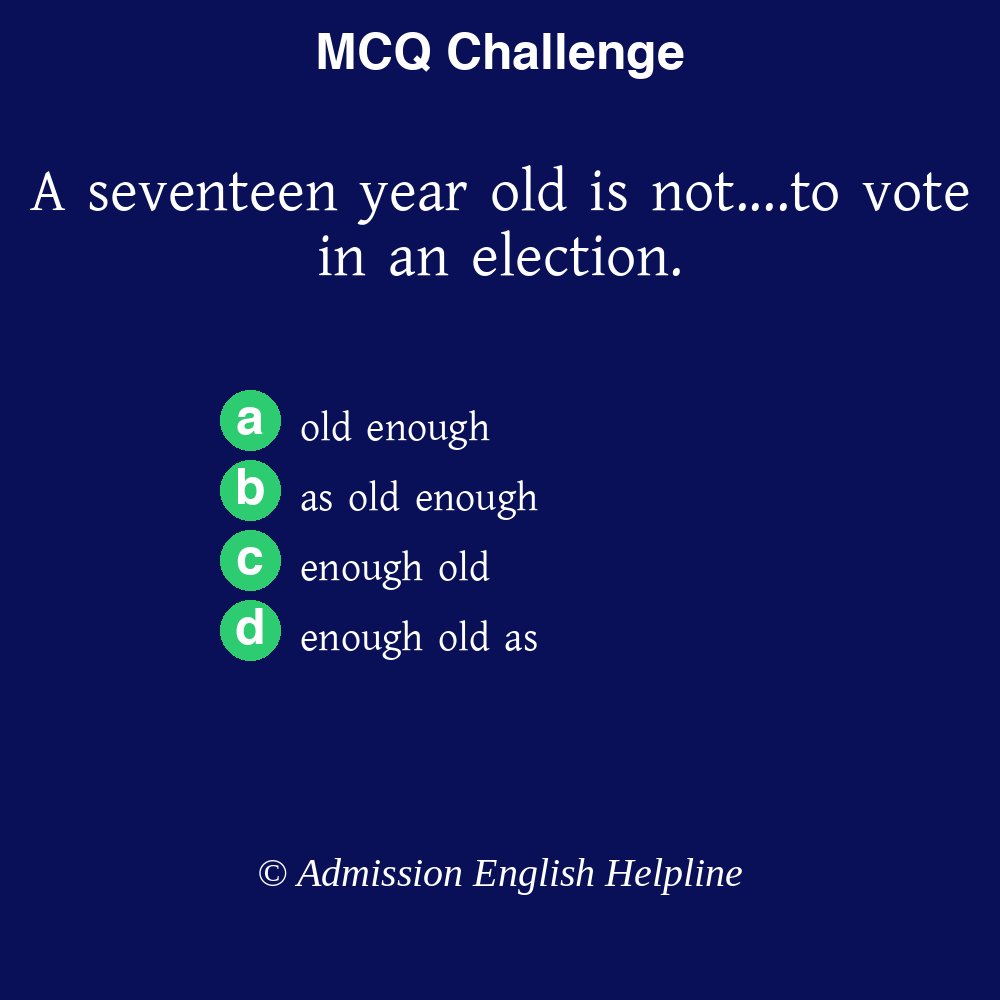 MCQ Challenge
A seventeen year old is not....to vote
in an election.
a old enough
b as old enough
c enough old
d enough old as
© Admission English Helpline